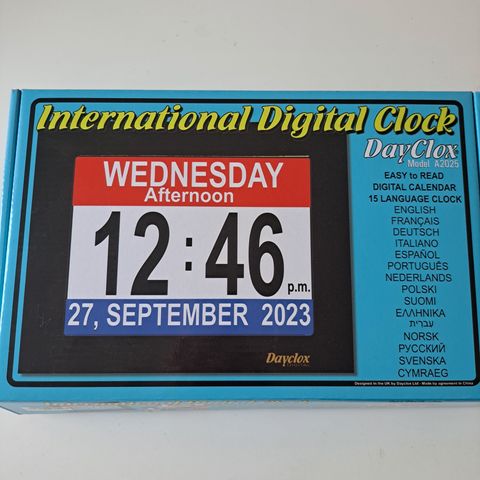 International Digital Clock
DayClox
Model A2025
WEDNESDAY
Afternoon
12:46
p.m.
27, SEPTEMBER 2023
Dayclox
EASY to READ
DIGITAL CALENDAR
15 LANGUAGE CLOCK
ENGLISH
FRANÇAIS
DEUTSCH
ITALIANO
ESPAÑOL
PORTUGUÊS
NEDERLANDS
POLSKI
SUOMI
ΕΛΛΗΝΙΚΑ
עברית
NORSK
РУССКИЙ
SVENSKA
CYMRAEG
Designed in the UK by Dayclox Ltd - Made by agreement in China